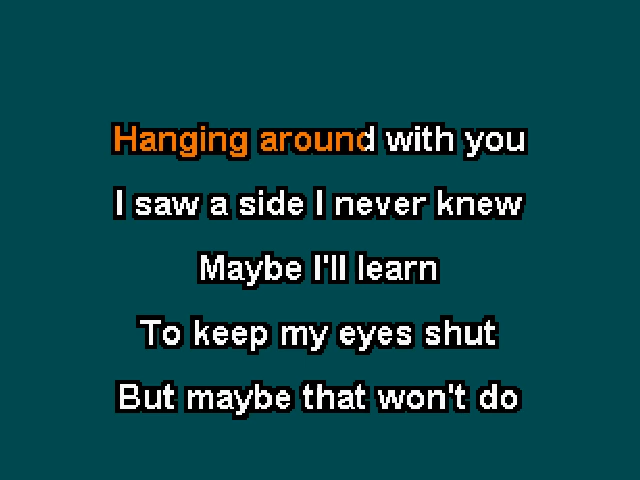 Hanging around with you
I saw a side I never knew
Maybe I'll learn
To keep my eyes shut
But maybe that won't do